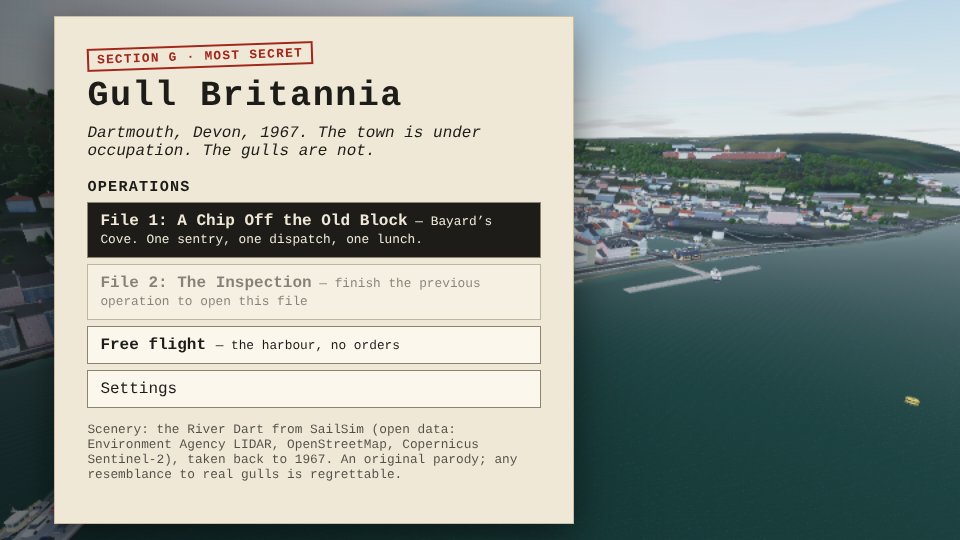 SECTION G · MOST SECRET
Gull Britannia
Dartmouth, Devon, 1967. The town is under
occupation. The gulls are not.
OPERATIONS
File 1: A Chip Off the Old Block — Bayard’s
Cove. One sentry, one dispatch, one lunch.
File 2: The Inspection — finish the previous
operation to open this file
Free flight — the harbour, no orders
Settings
Scenery: the River Dart from SailSim (open data:
Environment Agency LIDAR, OpenStreetMap, Copernicus
Sentinel-2), taken back to 1967. An original parody; any
resemblance to real gulls is regrettable.